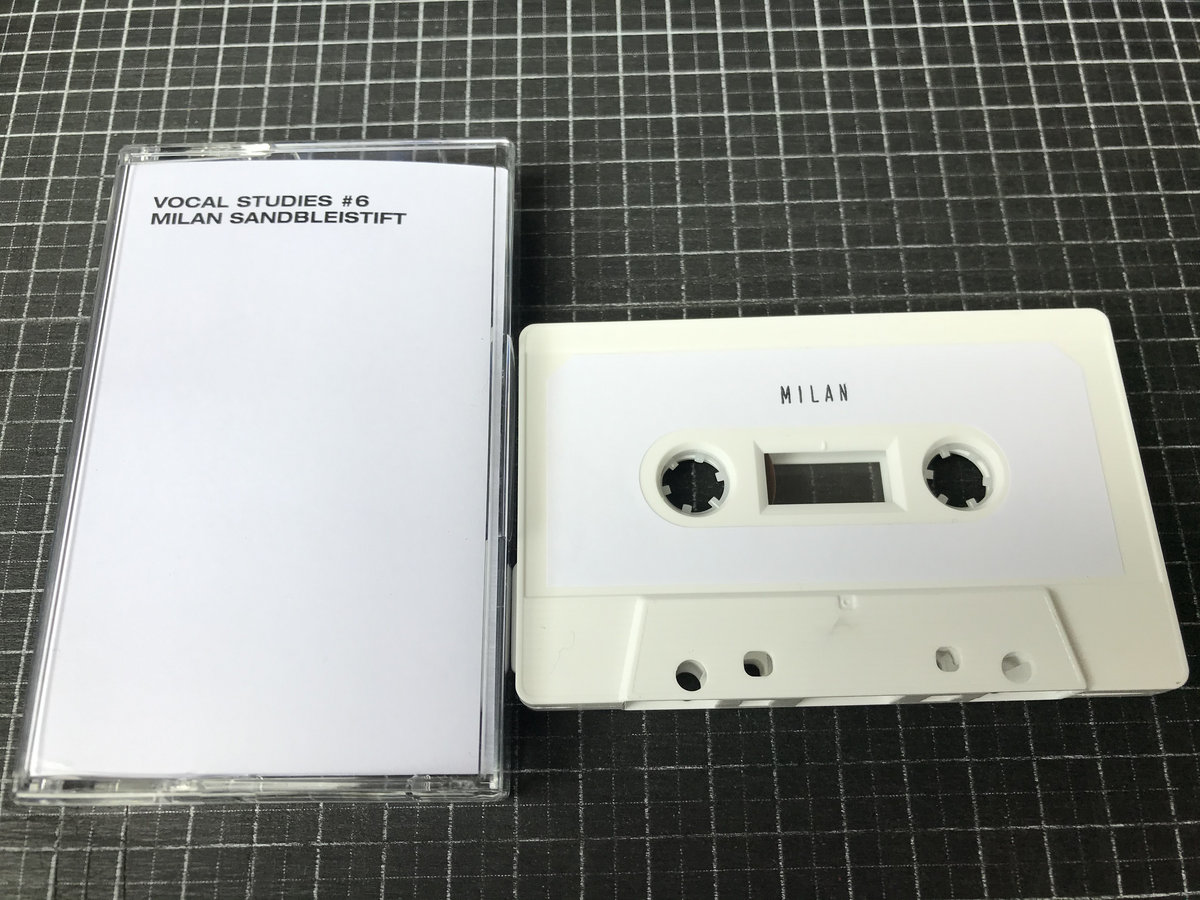 VOCAL STUDIES #6
MILAN SANDBLEISTIFT
MILAN